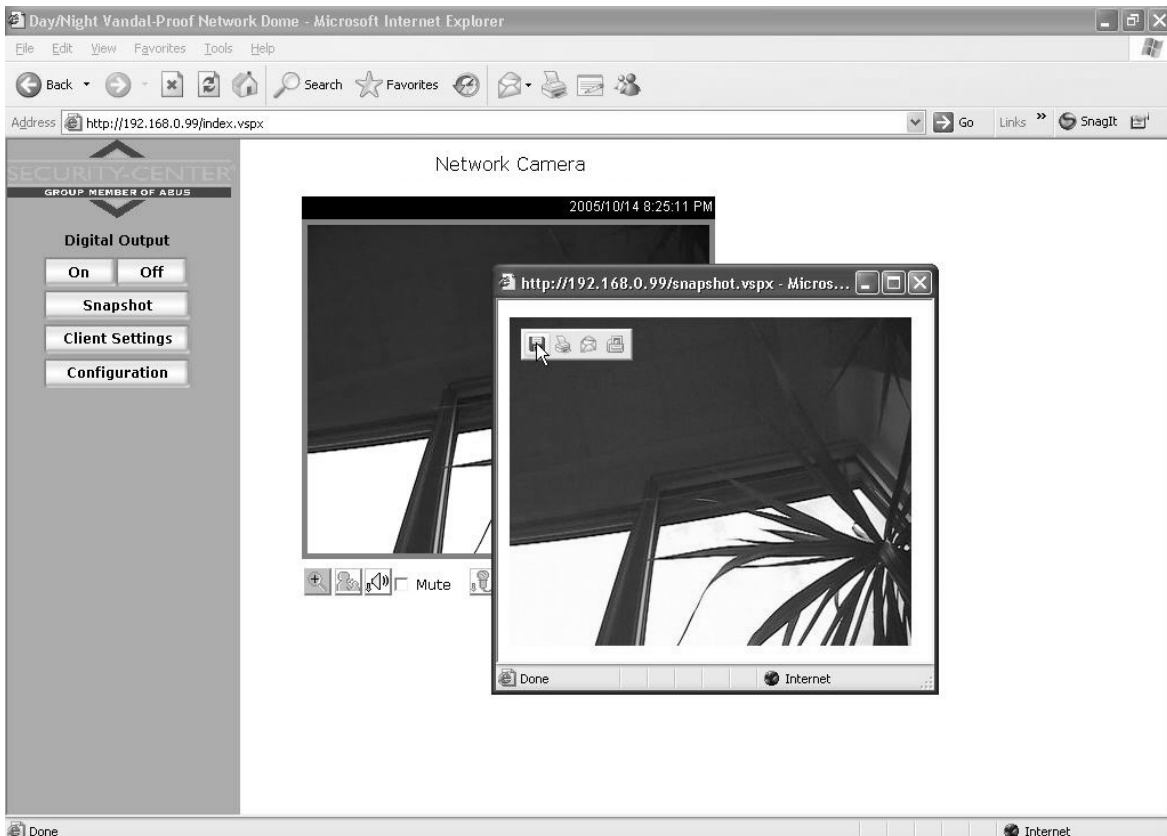 Day/Night Vandal-Proof Network Dome - Microsoft Internet Explorer
File Edit View Favorites Tools Help
Back Search Favorites
Address http://192.168.0.99/index.vspx Go Links » SnagIt
SECURITY-CENTER
GROUP MEMBER OF ABUS
Network Camera
2005/10/14 8:25:11 PM
Digital Output
On Off
Snapshot
Client Settings
Configuration
http://192.168.0.99/snapshot.vspx - Micros...
Mute
Done Internet
Done Internet